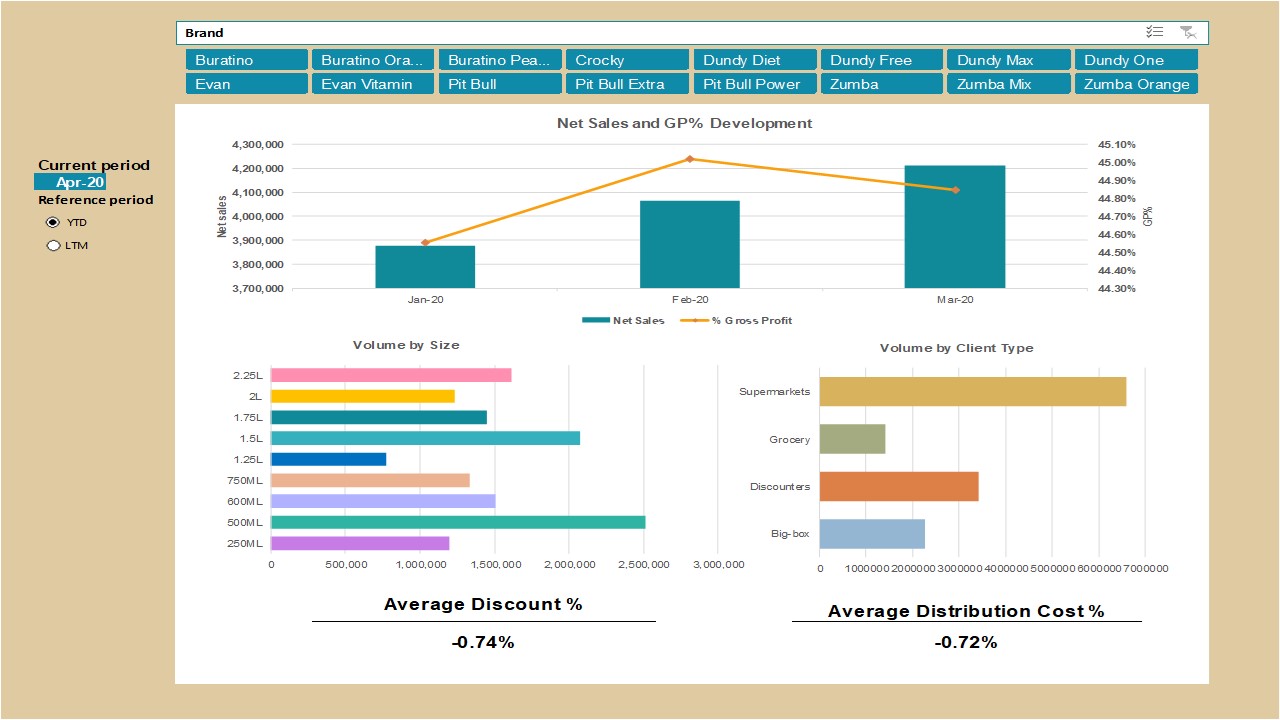 Brand
Buratino Buratino Ora... Buratino Pea... Crocky Dundy Diet Dundy Free Dundy Max Dundy One
Evan Evan Vitamin Pit Bull Pit Bull Extra Pit Bull Power Zumba Zumba Mix Zumba Orange
Current period
Apr-20
Reference period
YTD
LTM
Net Sales and GP% Development
4,300,000 45.10%
4,200,000 45.00%
4,100,000 44.90%
4,000,000 44.80%
3,900,000 44.70%
3,800,000 44.60%
3,700,000 44.50%
44.40%
44.30%
Net sales
GP%
Jan-20 Feb-20 Mar-20
Net Sales % Gross Profit
Volume by Size
2.25L
2L
1.75L
1.5L
1.25L
750ML
600ML
500ML
250ML
0 500,000 1,000,000 1,500,000 2,000,000 2,500,000 3,000,000
Volume by Client Type
Supermarkets
Grocery
Discounters
Big-box
0 1000000 2000000 3000000 4000000 5000000 6000000 7000000
Average Discount %
-0.74%
Average Distribution Cost %
-0.72%